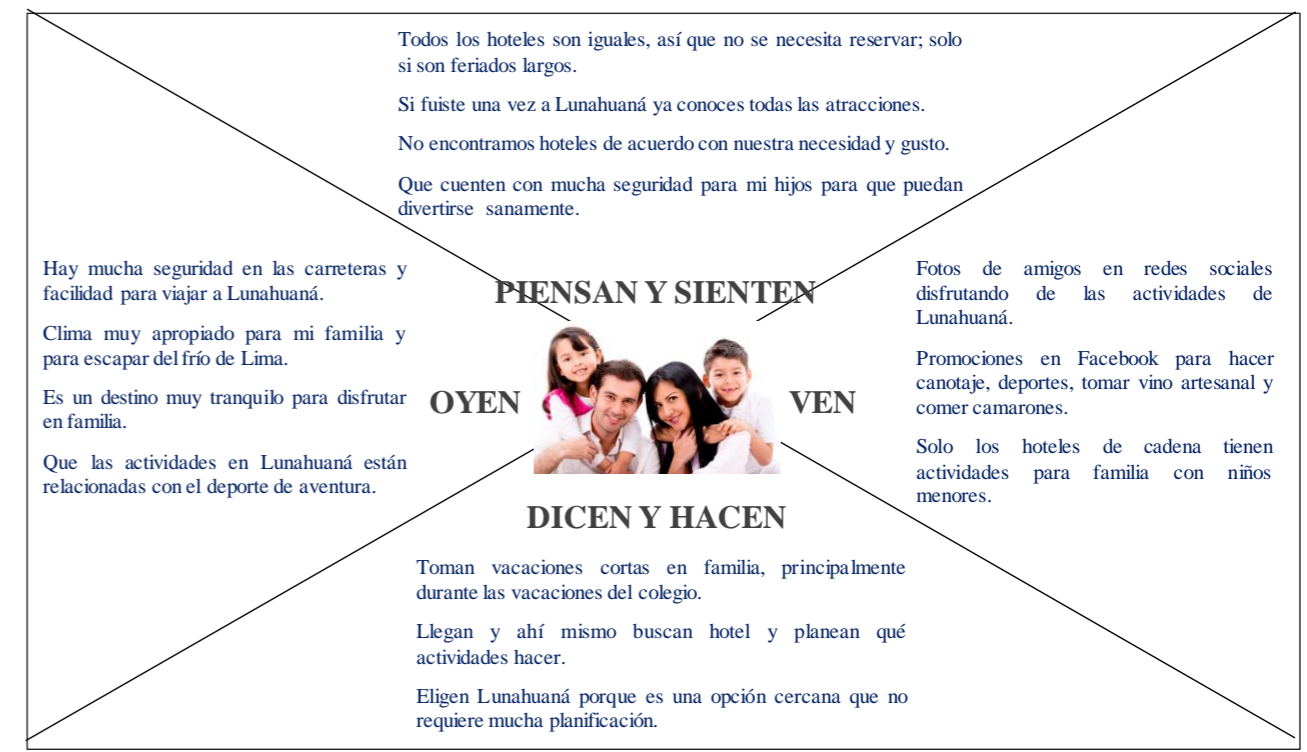 Todos los hoteles son iguales, así que no se necesita reservar; solo
si son feriados largos.
Si fuiste una vez a Lunahuaná ya conoces todas las atracciones.
No encontramos hoteles de acuerdo con nuestra necesidad y gusto.
Que cuenten con mucha seguridad para mi hijos para que puedan
divertirse sanamente.
PIENSAN Y SIENTEN
Hay mucha seguridad en las carreteras y
facilidad para viajar a Lunahuaná.
Clima muy apropiado para mi familia y
para escapar del frío de Lima.
Es un destino muy tranquilo para disfrutar
en familia.
Que las actividades en Lunahuaná están
relacionadas con el deporte de aventura.
OYEN
VEN
Fotos de amigos en redes sociales
disfrutando de las actividades de
Lunahuaná.
Promociones en Facebook para hacer
canotaje, deportes, tomar vino artesanal y
comer camarones.
Solo los hoteles de cadena tienen
actividades para familia con niños
menores.
DICEN Y HACEN
Toman vacaciones cortas en familia, principalmente
durante las vacaciones del colegio.
Llegan y ahí mismo buscan hotel y planean qué
actividades hacer.
Eligen Lunahuaná porque es una opción cercana que no
requiere mucha planificación.